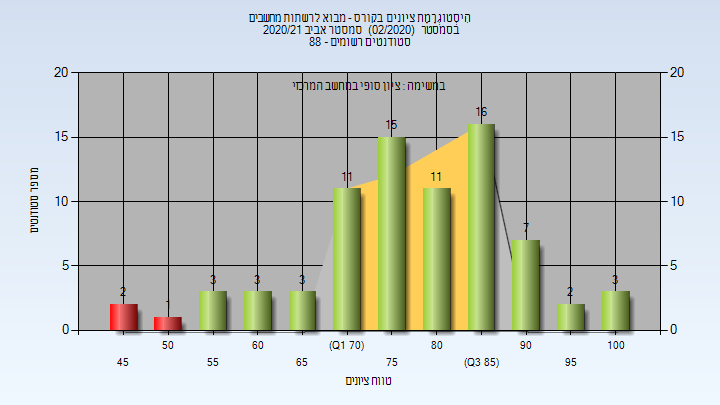 היסטוגרמת ציונים בקורס - מבוא לרשתות מחשבים
בסמסטר (02/2020) סמסטר אביב 2020/21
סטודנטים רשומים - 88
במשימה : ציון סופי במחשב המרכזי
מספר סטודנטים
20 20
15 15
10 10
5 5
0 0
2 1 3 3 3 11 15 11 16 7 2 3
50 60 (Q1 70) 80 90 100
45 55 65 75 (Q3 85) 95
טווח ציונים